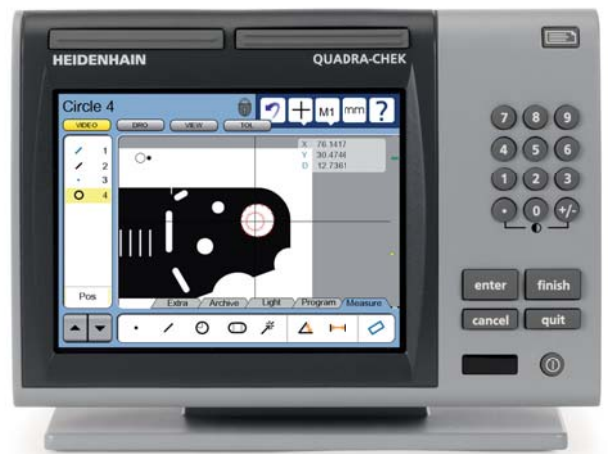 HEIDENHAIN QUADRA-CHEK
Circle 4
M1 mm ?
VIDEO DRO VIEW TOL
X 76.1417
Y 30.4746
D 12.7361
1
2
3
4
Pos
Extra Archive Light Program Measure
7 8 9
4 5 6
1 2 3
. 0 +/-
enter finish
cancel quit